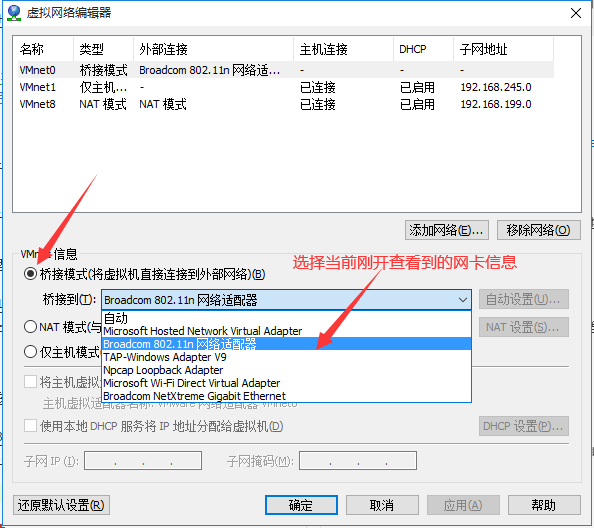 虚拟网络编辑器
名称 类型 外部连接 主机连接 DHCP 子网地址
VMnet0 桥接模式 Broadcom 802.11n 网络适... - - -
VMnet1 仅主机... - 已连接 已启用 192.168.245.0
VMnet8 NAT 模式 NAT 模式 已连接 已启用 192.168.199.0
添加网络(E)... 移除网络(O)
信息
选择当前刚开查看到的网卡信息
桥接模式(将虚拟机直接连接到外部网络)(B)
桥接到(T): Broadcom 802.11n 网络适配器 自动设置(U)...
自动
NAT 模式(与 Microsoft Hosted Network Virtual Adapter NAT 设置(S)...
Broadcom 802.11n 网络适配器
仅主机模式 TAP-Windows Adapter V9
Npcap Loopback Adapter
将主机虚拟 Microsoft Wi-Fi Direct Virtual Adapter
Broadcom NetXtreme Gigabit Ethernet
主机虚拟适配器名称: VMware 网络适配器 VMnet0
使用本地 DHCP 服务将 IP 地址分配给虚拟机(D) DHCP 设置(P)...
子网 IP (I): . . . 子网掩码(M): . . .
还原默认设置(R) 确定 取消 应用(A) 帮助